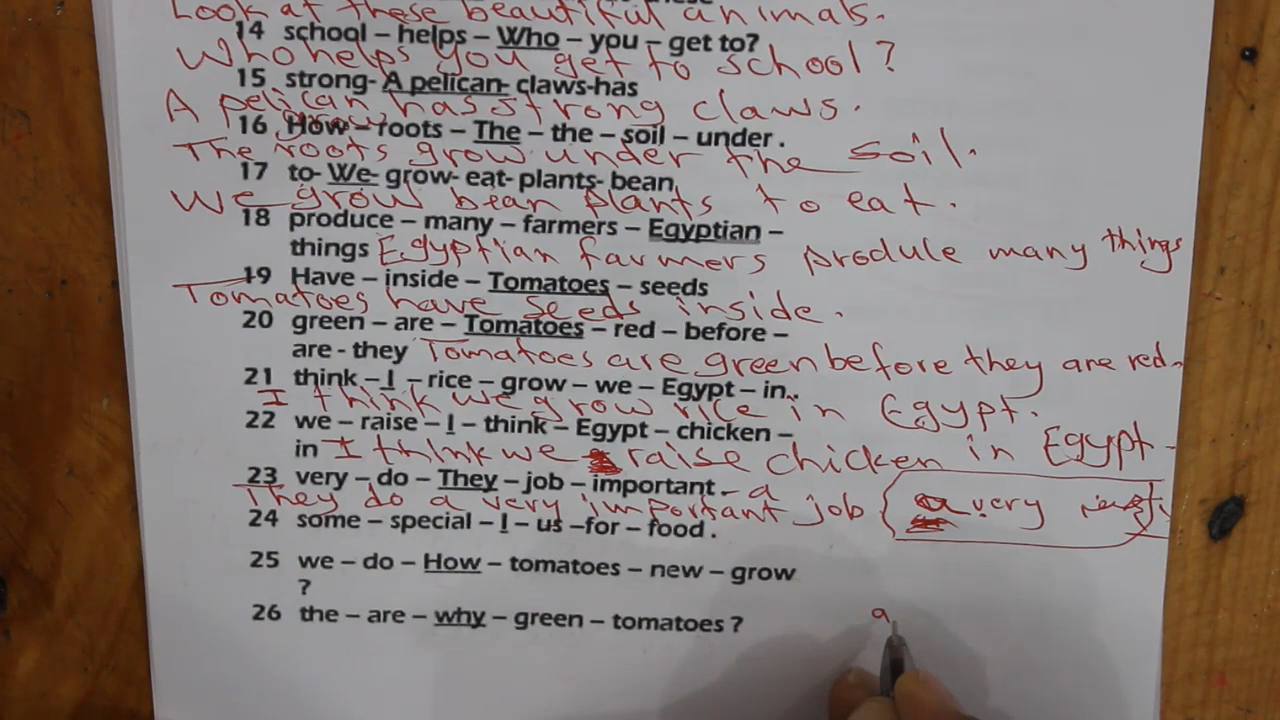 Look at these beautiful animals.
14 school – helps – Who – you – get to?
Who helps you get to school?
15 strong- A pelican- claws-has
A pelican has strong claws.
grow
16 How – roots – The – the – soil – under .
The roots grow under the soil.
17 to- We- grow- eat- plants- bean
We grow bean plants to eat.
18 produce – many – farmers – Egyptian –
things Egyptian farmers produle many things
19 Have – inside – Tomatoes – seeds
Tomatoes have seeds inside.
20 green – are – Tomatoes – red – before –
are - they Tomatoes are green before they are red.
21 think – I – rice – grow – we – Egypt – in.
I think we grow rice in Egypt.
22 we – raise – I – think – Egypt – chicken –
in I think we raise chicken in Egypt.
23 very – do – They – job – important – a
They do a very important job a very
24 some – special – I – us –for – food .
25 we – do – How – tomatoes – new – grow
?
26 the – are – why – green – tomatoes ?
a